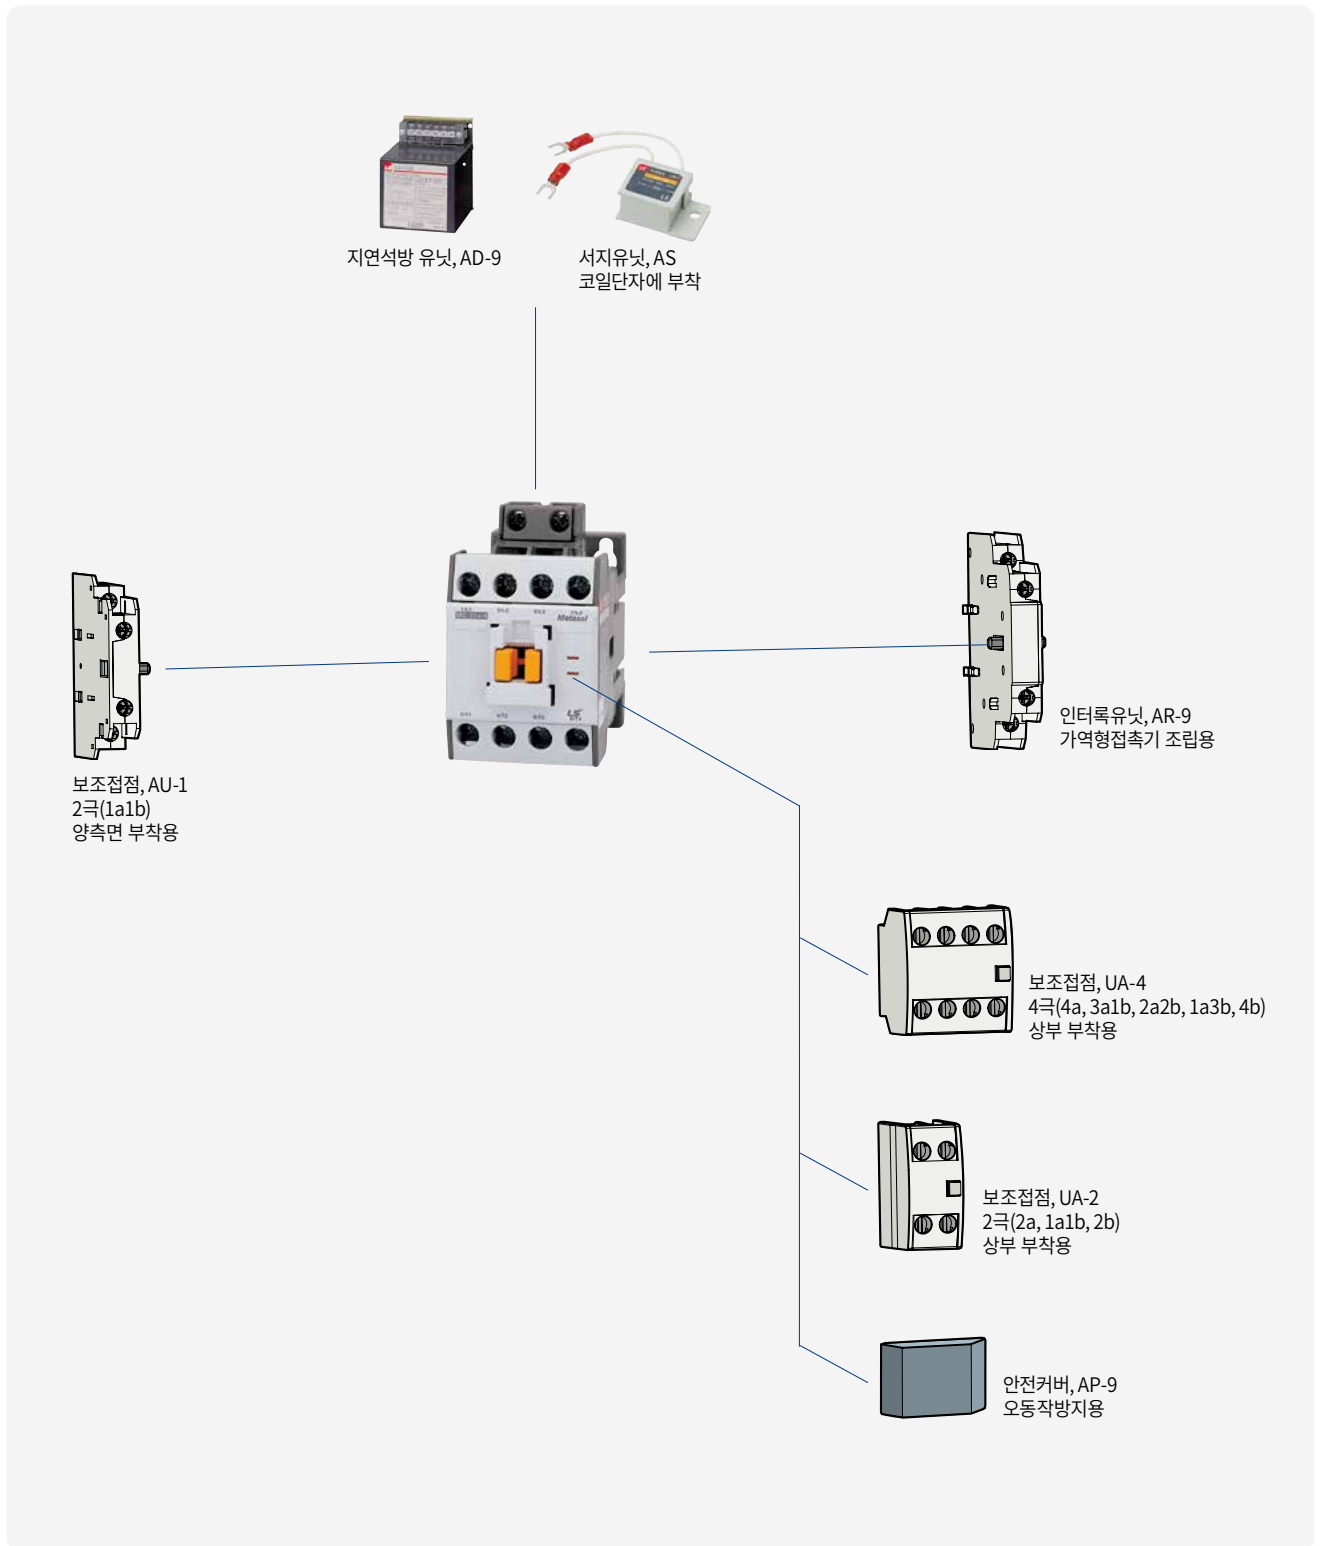 지연석방 유닛, AD-9
서지유닛, AS
코일단자에 부착
Metasol
LS
보조접점, AU-1
2극(1a1b)
양측면 부착용
인터록유닛, AR-9
가역형접촉기 조립용
보조접점, UA-4
4극(4a, 3a1b, 2a2b, 1a3b, 4b)
상부 부착용
보조접점, UA-2
2극(2a, 1a1b, 2b)
상부 부착용
안전커버, AP-9
오동작방지용